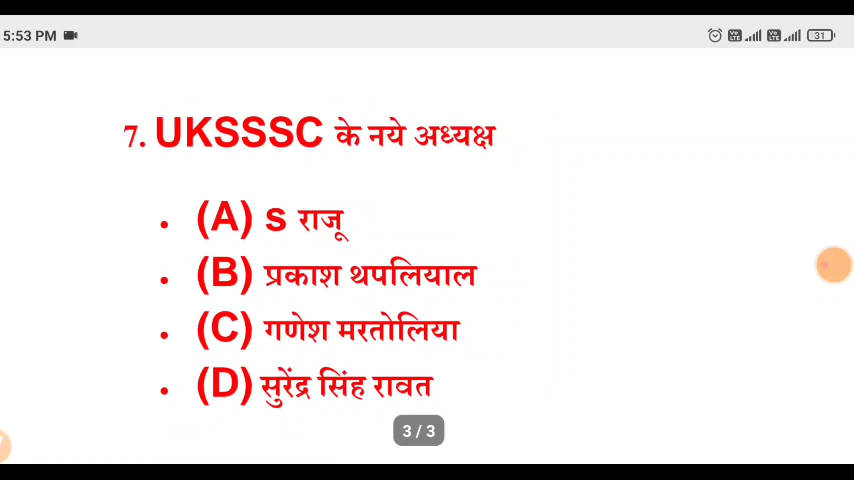 5:53 PM
31
7. UKSSSC के नये अध्यक्ष
(A) s राजू
(B) प्रकाश थपलियाल
(C) गणेश मरतोलिया
(D) सुरेंद्र सिंह रावत
3 / 3